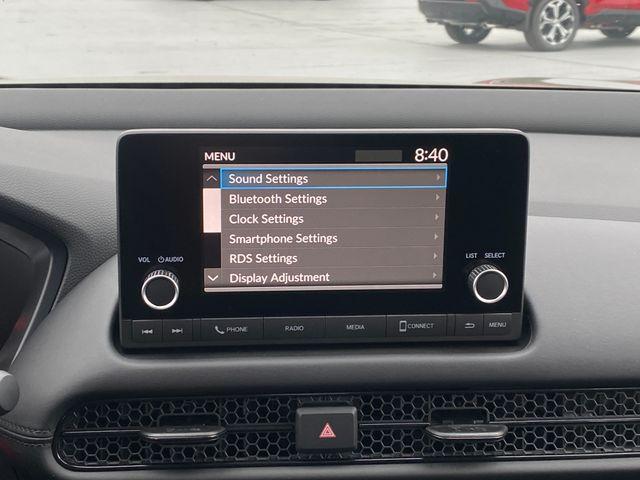 MENU 8:40
Sound Settings
Bluetooth Settings
Clock Settings
Smartphone Settings
RDS Settings
Display Adjustment
VOL AUDIO
LIST SELECT
PHONE RADIO MEDIA CONNECT MENU